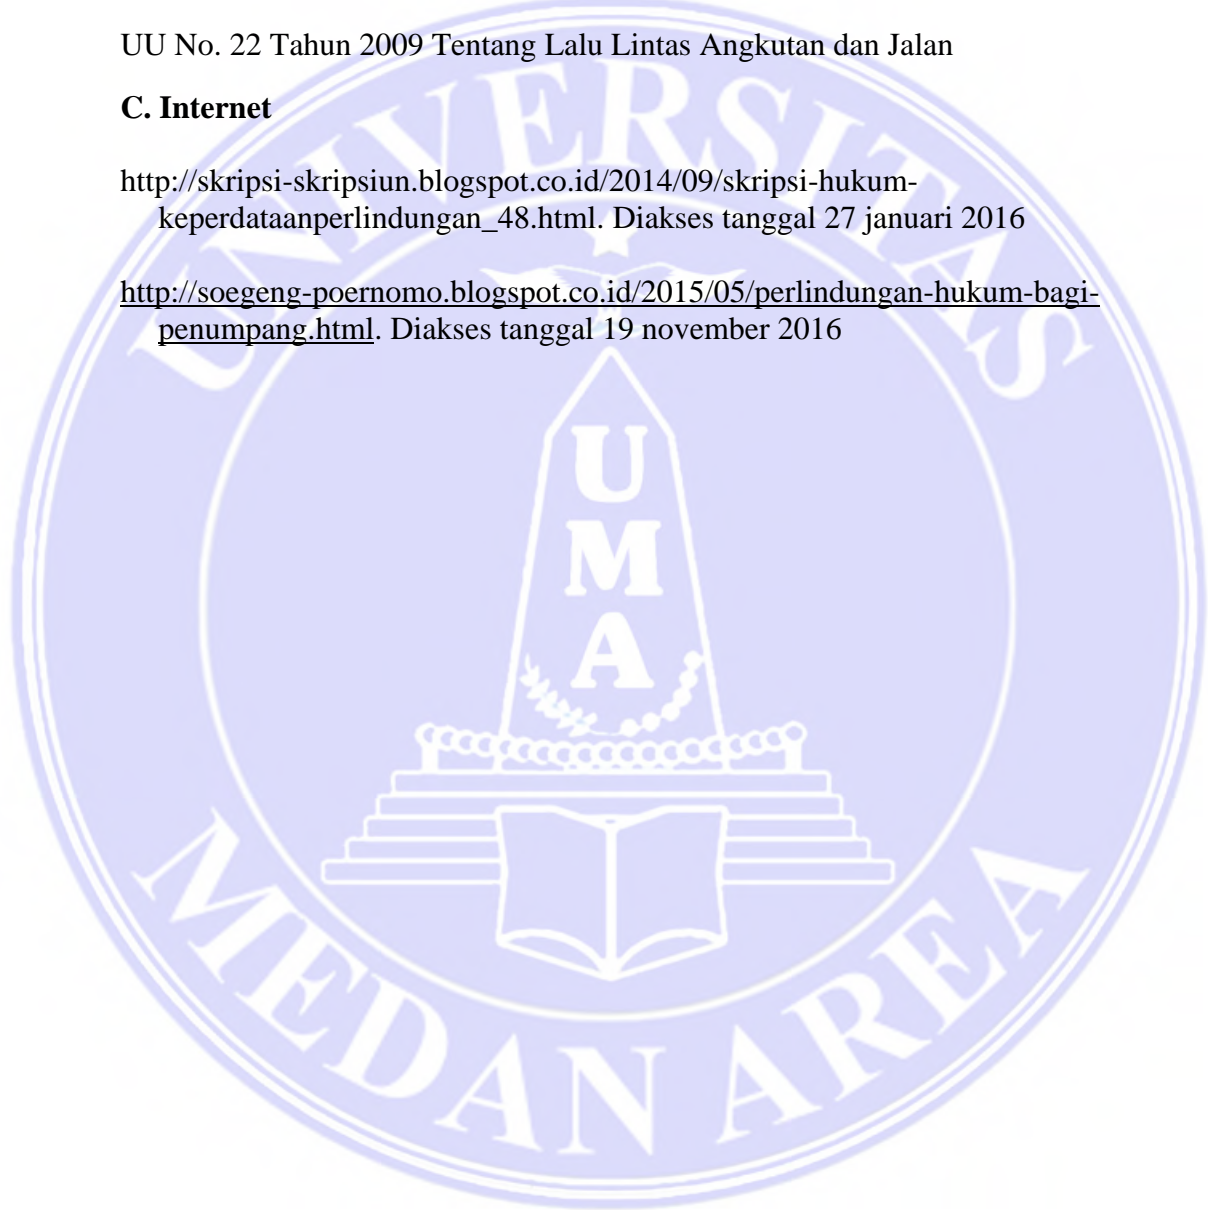 UU No. 22 Tahun 2009 Tentang Lalu Lintas Angkutan dan Jalan
C. Internet
http://skripsi-skripsiun.blogspot.co.id/2014/09/skripsi-hukum-
keperdataanperlindungan_48.html. Diakses tanggal 27 januari 2016
http://soegeng-poernomo.blogspot.co.id/2015/05/perlindungan-hukum-bagi-
penumpang.html. Diakses tanggal 19 november 2016
UNIVERSITAS
U
M
A
MEDAN AREA